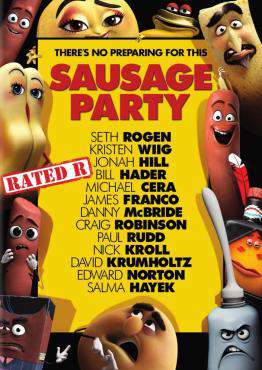 THERE'S NO PREPARING FOR THIS
SAUSAGE
PARTY
SETH ROGEN
KRISTEN WIIG
JONAH HILL
BILL HADER
RATED R
MICHAEL CERA
JAMES FRANCO
DANNY McBRIDE
CRAIG ROBINSON
PAUL RUDD
NICK KROLL
DAVID KRUMHOLTZ
EDWARD NORTON
SALMA HAYEK